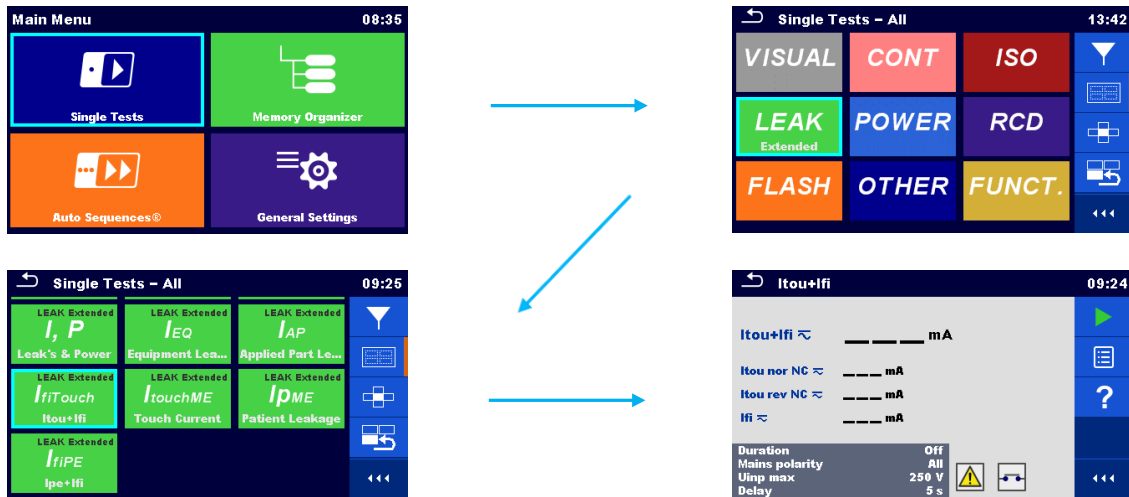 Main Menu 08:35
Single Tests
Memory Organizer
Auto Sequences®
General Settings
Single Tests – All 13:42
VISUAL CONT ISO
LEAK POWER RCD
Extended
FLASH OTHER FUNCT.
Single Tests – All 09:25
LEAK Extended LEAK Extended LEAK Extended
I, P IEQ IAP
Leak's & Power Equipment Lea... Applied Part Le...
LEAK Extended LEAK Extended LEAK Extended
IfiTouch ItouchME IpME
Itou+Ifi Touch Current Patient Leakage
LEAK Extended
IfiPE
Ipe+Ifi
Itou+Ifi 09:24
Itou+Ifi ⏦ _ _ _ mA
Itou nor NC ⏦ _ _ _ mA
Itou rev NC ⏦ _ _ _ mA
Ifi ⏦ _ _ _ mA
?
Duration Off
Mains polarity All
Uinp max 250 V
Delay 5 s